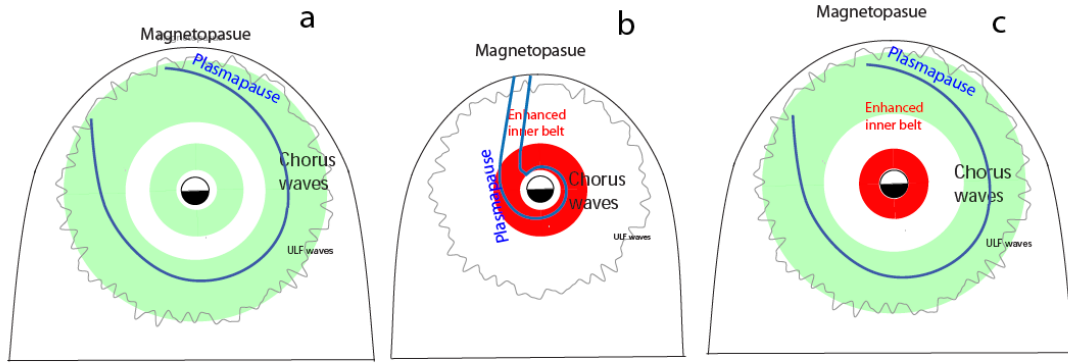 a
Magnetopasue
Plasmapause
Chorus
waves
ULF waves
b
Magnetopasue
Enhanced
inner belt
Plasmapause
Chorus
waves
ULF waves
c
Magnetopasue
Plasmapause
Enhanced
inner belt
Chorus
waves
ULF waves